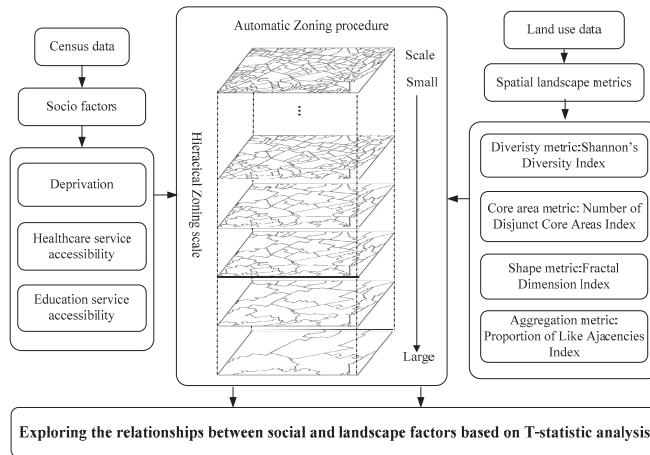 Census data
Socio factors
Deprivation
Healthcare service
accessibility
Education service
accessibility
Automatic Zoning procedure
Scale
Small
...
Hieracical Zoning scale
Large
Land use data
Spatial landscape metrics
Diveristy metric:Shannon's
Diversity Index
Core area metric: Number of
Disjunct Core Areas Index
Shape metric:Fractal
Dimension Index
Aggregation metric:
Proportion of Like Ajacencies
Index
Exploring the relationships between social and landscape factors based on T-statistic analysis